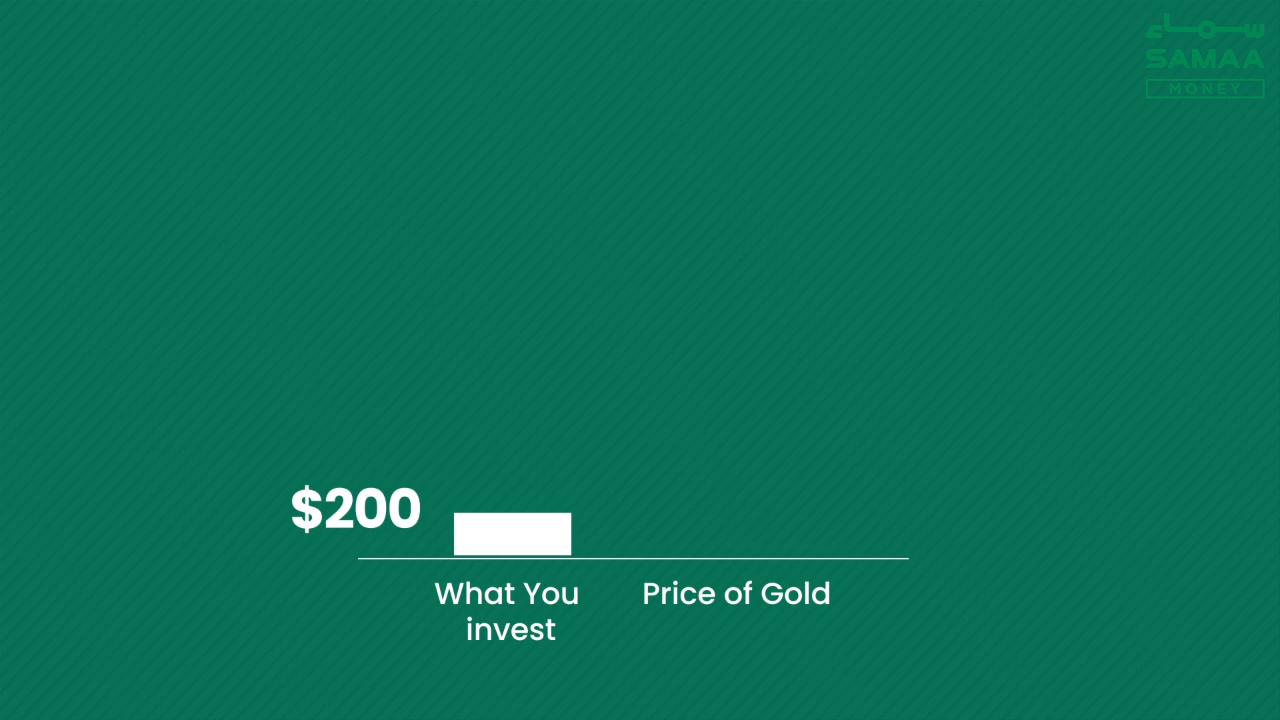 سماء
SAMAA
MONEY
$200
What You
invest
Price of Gold